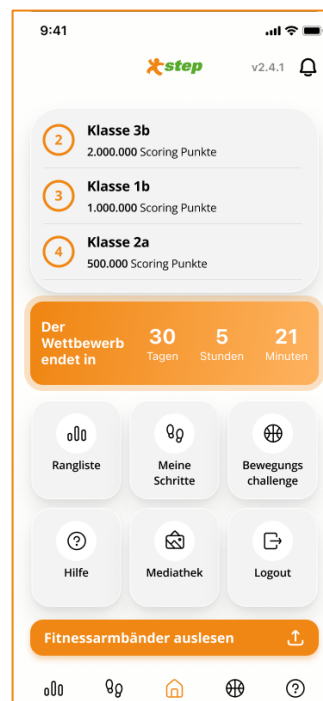 9:41
step
v2.4.1
2
Klasse 3b
2.000.000 Scoring Punkte
3
Klasse 1b
1.000.000 Scoring Punkte
4
Klasse 2a
500.000 Scoring Punkte
Der
Wettbewerb
endet in
30 5 21
Tagen Stunden Minuten
Rangliste
Meine
Schritte
Bewegungs
challenge
Hilfe
Mediathek
Logout
Fitnessarmbänder auslesen